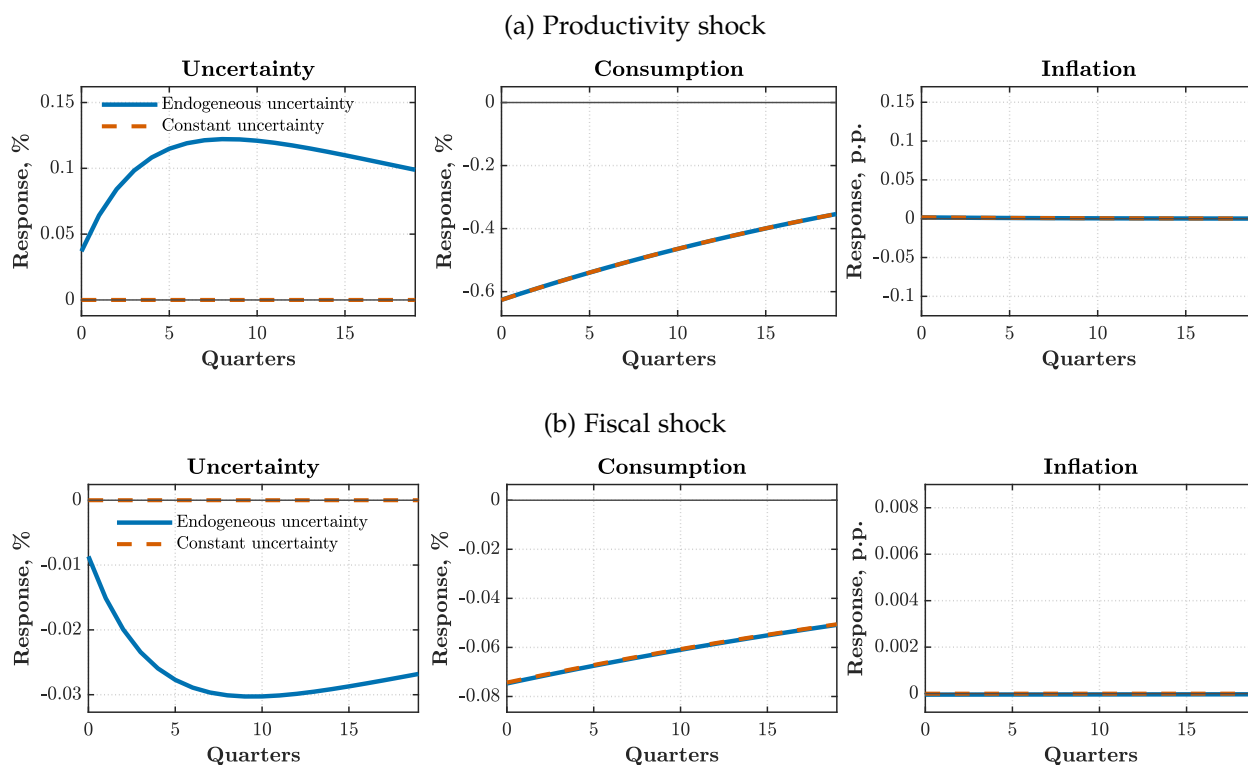 (a) Productivity shock
Uncertainty Consumption Inflation
Response, %
0.15
0.1
0.05
0
Endogeneous uncertainty
Constant uncertainty
0 5 10 15
Quarters
Response, %
0
-0.2
-0.4
-0.6
0 5 10 15
Quarters
Response, p.p.
0.15
0.1
0.05
0
-0.05
-0.1
0 5 10 15
Quarters
(b) Fiscal shock
Uncertainty Consumption Inflation
Response, %
0
-0.01
-0.02
-0.03
Endogeneous uncertainty
Constant uncertainty
0 5 10 15
Quarters
Response, %
0
-0.02
-0.04
-0.06
-0.08
0 5 10 15
Quarters
Response, p.p.
0.008
0.006
0.004
0.002
0
0 5 10 15
Quarters